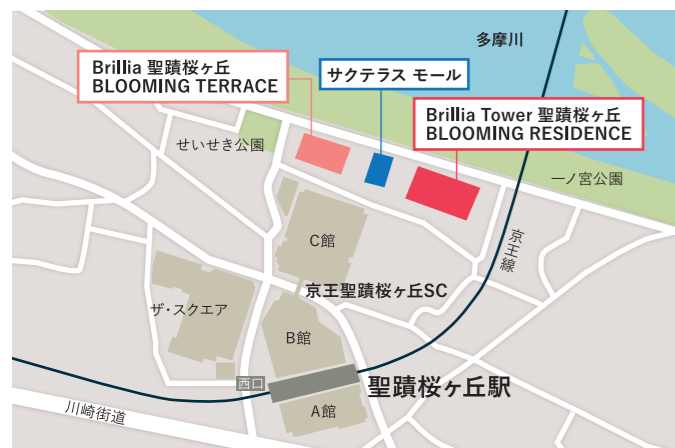 多摩川
Brillia 聖蹟桜ヶ丘
BLOOMING TERRACE
サクテラス モール
Brillia Tower 聖蹟桜ヶ丘
BLOOMING RESIDENCE
せいせき公園
一ノ宮公園
C館
京王線
京王聖蹟桜ヶ丘SC
ザ・スクエア
B館
西口
聖蹟桜ヶ丘駅
A館
川崎街道